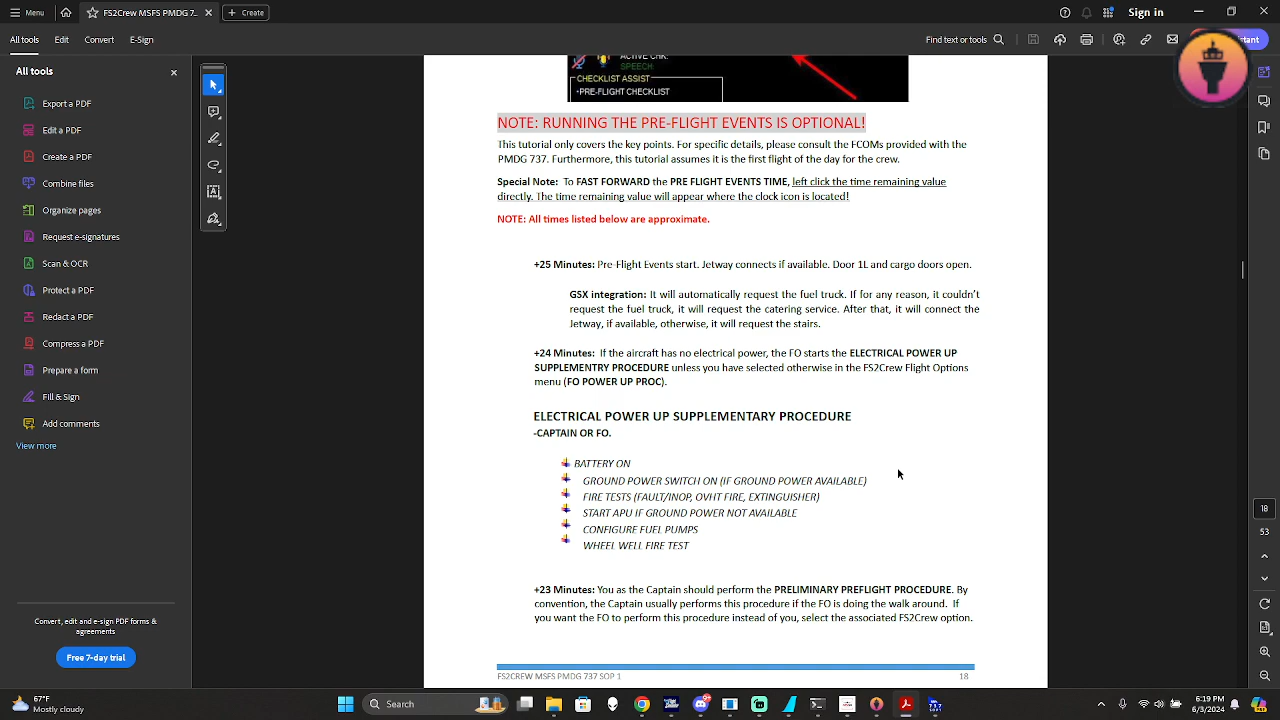 Menu
FS2Crew MSFS PMDG 737...
Create
Sign in
All tools
Edit
Convert
E-Sign
Find text or tools
All tools
Export a PDF
Edit a PDF
Create a PDF
Combine files
Organize pages
Request e-signatures
Scan & OCR
Protect a PDF
Redact a PDF
Compress a PDF
Prepare a form
Fill & Sign
Add comments
View more
Convert, edit and e-sign PDF forms & agreements
Free 7-day trial
ACTIVE CHK:
SPEECH:
CHECKLIST ASSIST
-PRE-FLIGHT CHECKLIST
NOTE: RUNNING THE PRE-FLIGHT EVENTS IS OPTIONAL!
This tutorial only covers the key points. For specific details, please consult the FCOMs provided with the
PMDG 737. Furthermore, this tutorial assumes it is the first flight of the day for the crew.
Special Note: To FAST FORWARD the PRE FLIGHT EVENTS TIME, left click the time remaining value
directly. The time remaining value will appear where the clock icon is located!
NOTE: All times listed below are approximate.
+25 Minutes: Pre-Flight Events start. Jetway connects if available. Door 1L and cargo doors open.
GSX integration: It will automatically request the fuel truck. If for any reason, it couldn't
request the fuel truck, it will request the catering service. After that, it will connect the
Jetway, if available, otherwise, it will request the stairs.
+24 Minutes: If the aircraft has no electrical power, the FO starts the ELECTRICAL POWER UP
SUPPLEMENTRY PROCEDURE unless you have selected otherwise in the FS2Crew Flight Options
menu (FO POWER UP PROC).
ELECTRICAL POWER UP SUPPLEMENTARY PROCEDURE
-CAPTAIN OR FO.
BATTERY ON
GROUND POWER SWITCH ON (IF GROUND POWER AVAILABLE)
FIRE TESTS (FAULT/INOP, OVHT FIRE, EXTINGUISHER)
START APU IF GROUND POWER NOT AVAILABLE
CONFIGURE FUEL PUMPS
WHEEL WELL FIRE TEST
+23 Minutes: You as the Captain should perform the PRELIMINARY PREFLIGHT PROCEDURE. By
convention, the Captain usually performs this procedure if the FO is doing the walk around. If
you want the FO to perform this procedure instead of you, select the associated FS2Crew option.
FS2CREW MSFS PMDG 737 SOP 1
18
18
53
Mostly cloudy
Search
6:19 PM
6/9/2024